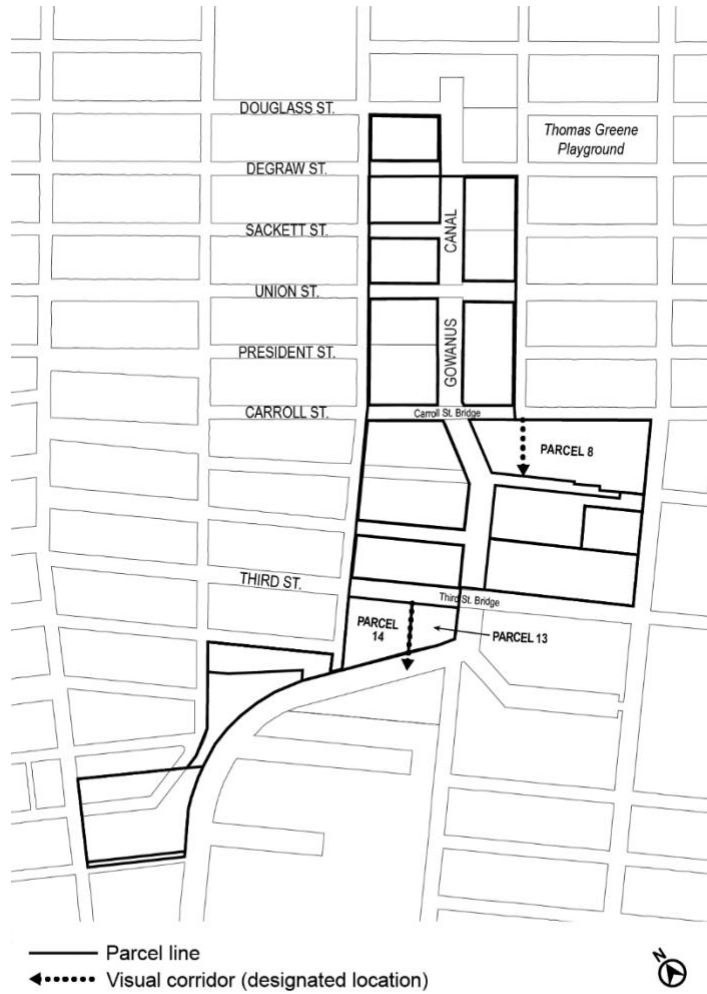 DOUGLASS ST.
Thomas Greene
Playground
DEGRAW ST.
SACKETT ST.
CANAL
UNION ST.
GOWANUS
PRESIDENT ST.
CARROLL ST.
Carroll St. Bridge
PARCEL 8
THIRD ST.
Third St. Bridge
PARCEL
14
PARCEL 13
Parcel line
Visual corridor (designated location)
N